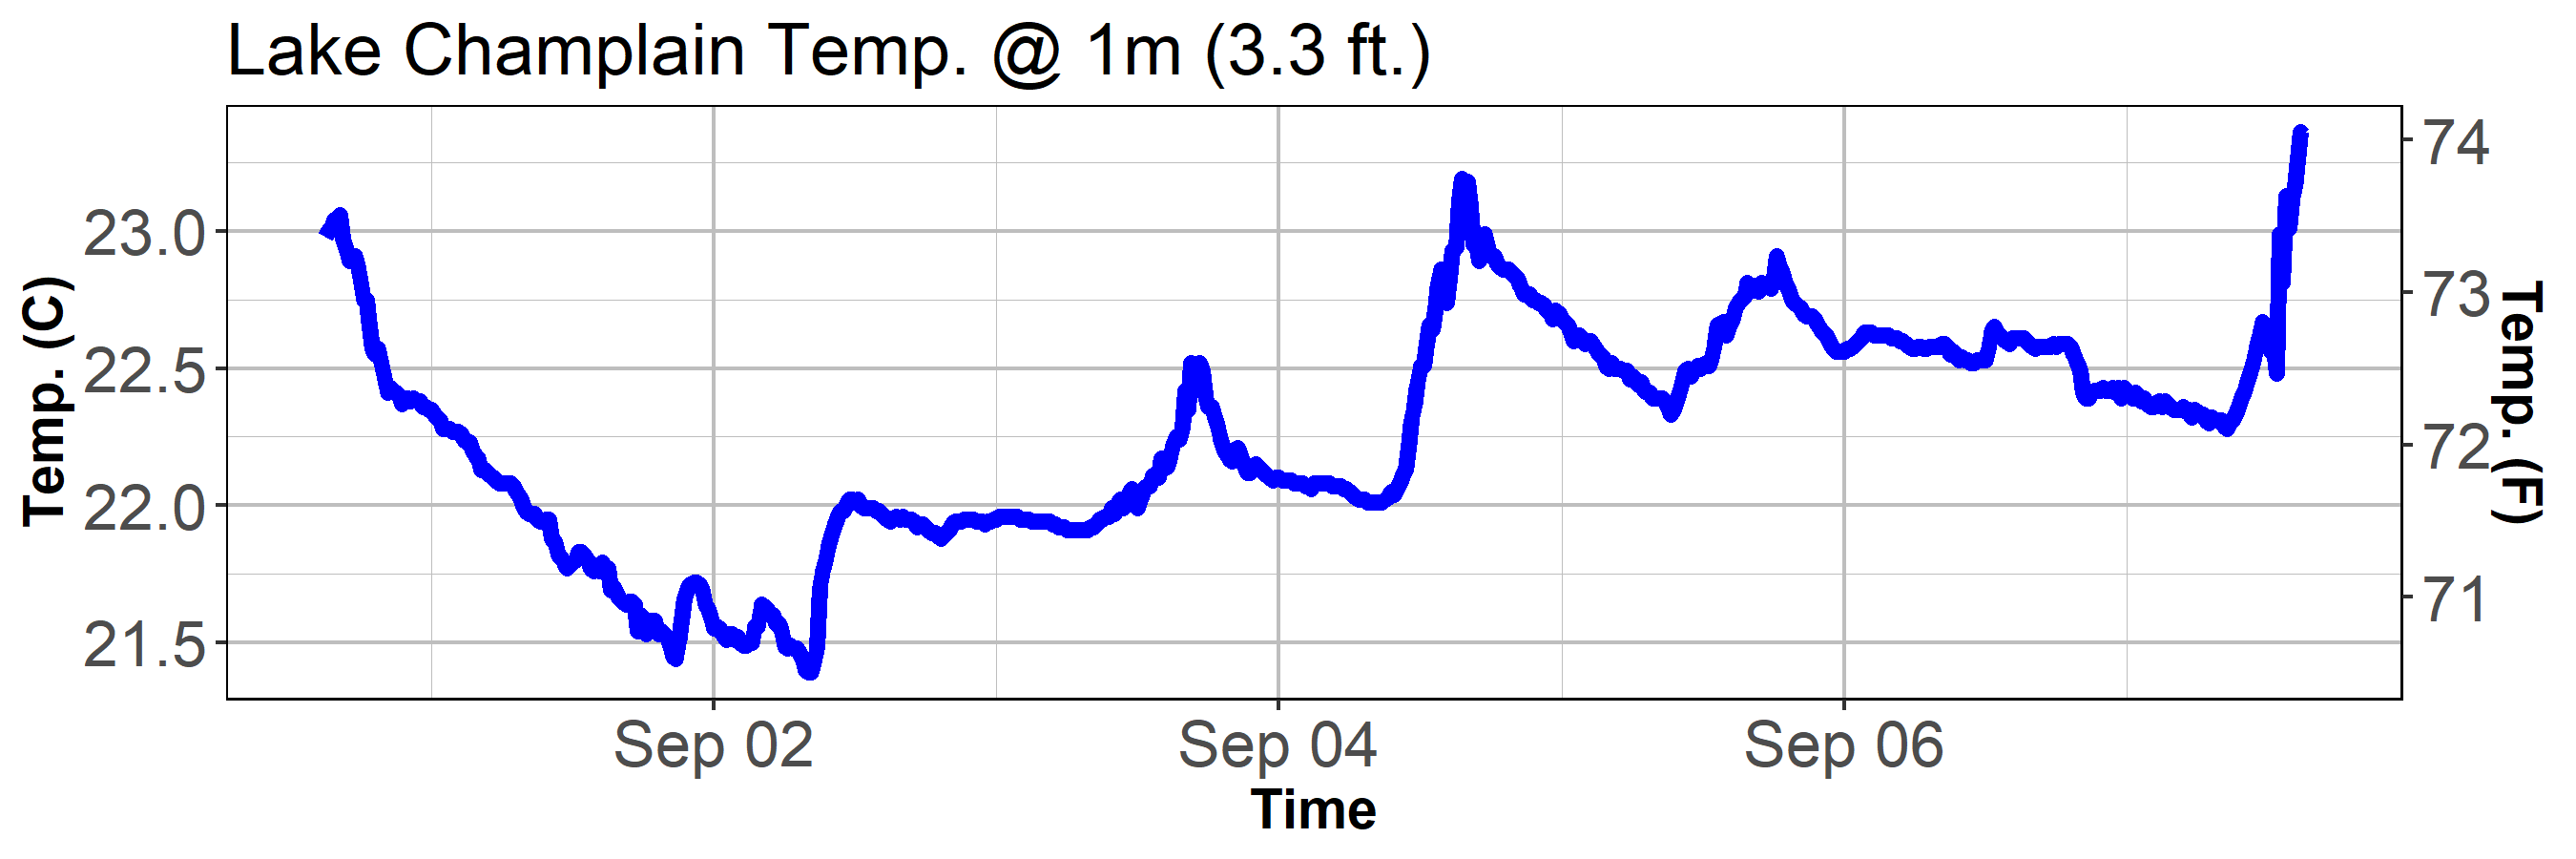 Lake Champlain Temp. @ 1m (3.3 ft.)
Temp. (C)
23.0
22.5
22.0
21.5
74
73
72
71
Temp. (F)
Sep 02
Sep 04
Sep 06
Time